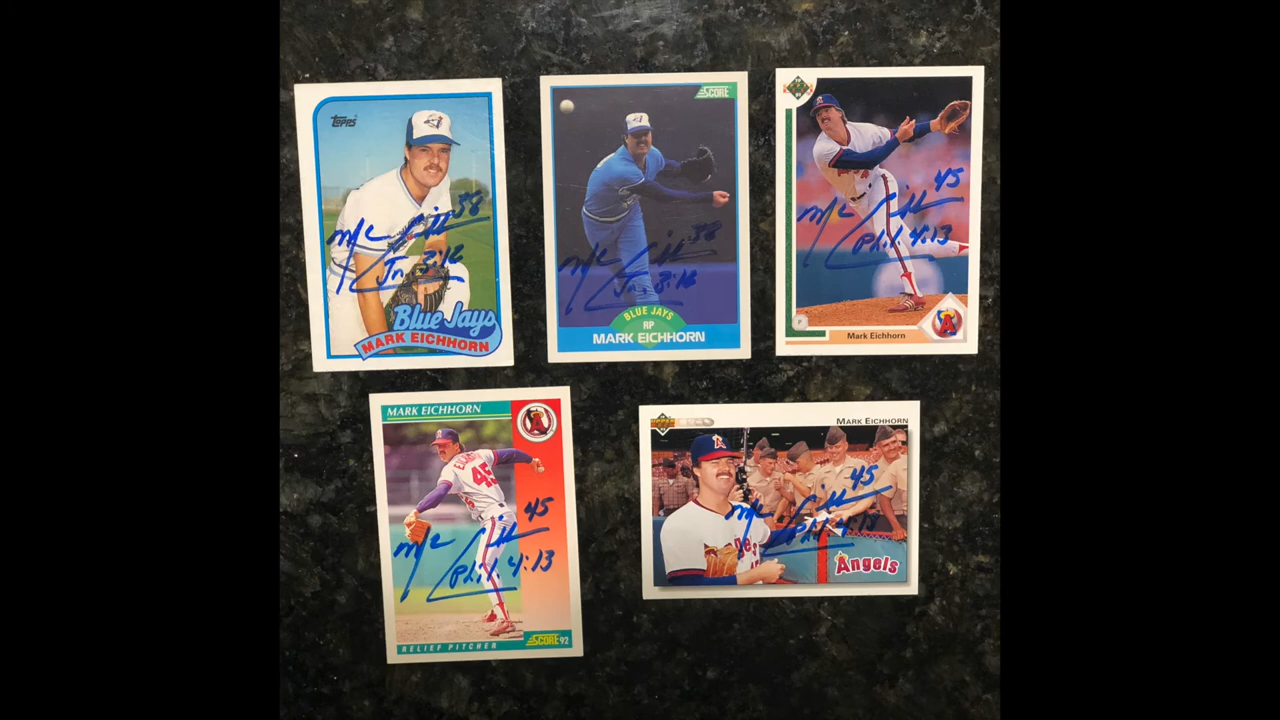 TOPPS
38
Jn 3:16
Blue Jays
MARK EICHHORN
SCORE
38
Jn 3:16
BLUE JAYS
RP
MARK EICHHORN
45
Phil 4:13
P
Mark Eichhorn
A
MARK EICHHORN
A
45
45
Phil. 4:13
RELIEF PITCHER
SCORE 92
UPPER DECK
MARK EICHHORN
A
45
Phil. 4:13
Angels